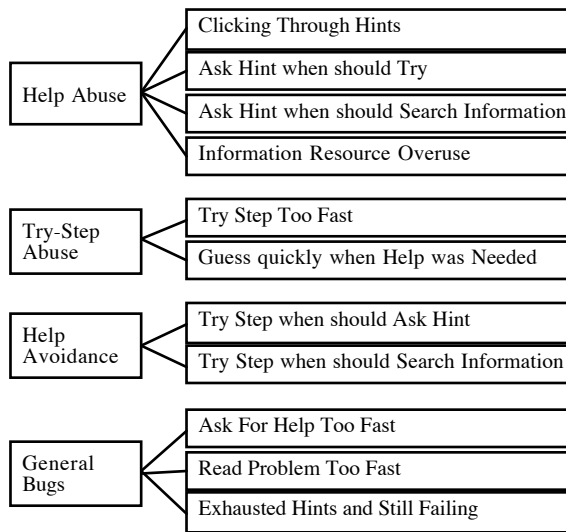 Help Abuse
Clicking Through Hints
Ask Hint when should Try
Ask Hint when should Search Information
Information Resource Overuse
Try-Step
Abuse
Try Step Too Fast
Guess quickly when Help was Needed
Help
Avoidance
Try Step when should Ask Hint
Try Step when should Search Information
General
Bugs
Ask For Help Too Fast
Read Problem Too Fast
Exhausted Hints and Still Failing